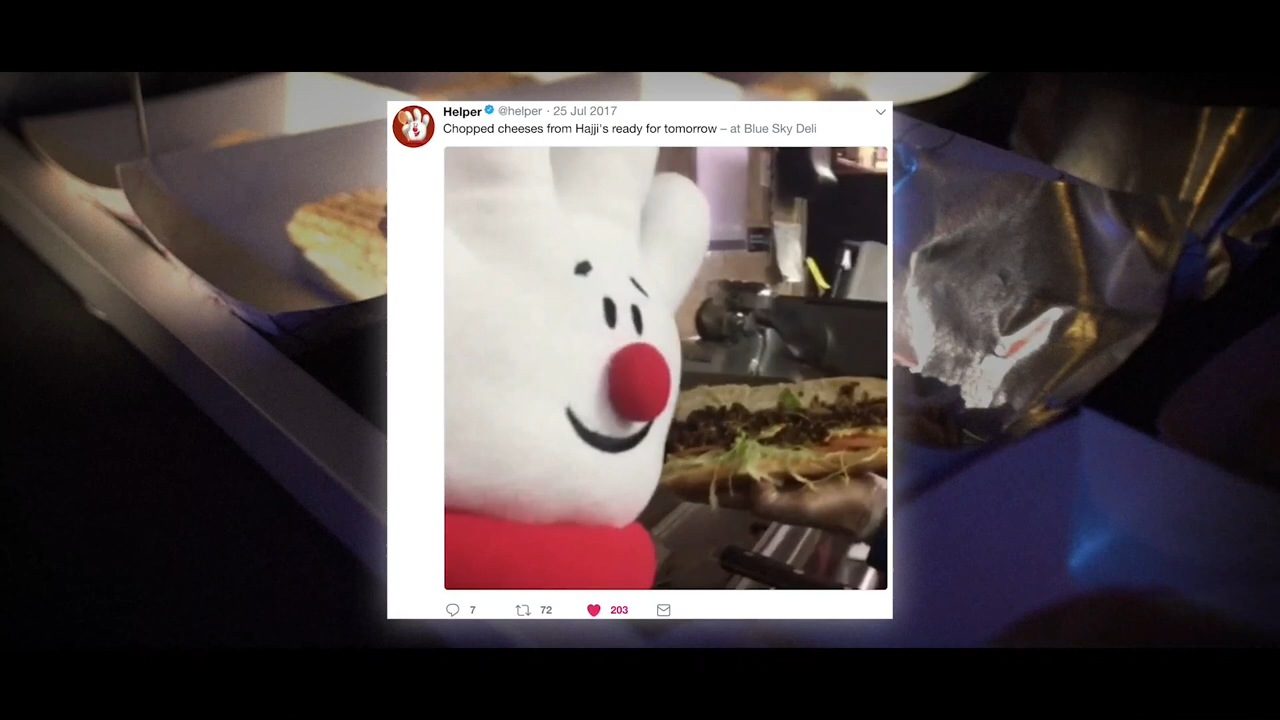 Helper @helper · 25 Jul 2017
Chopped cheeses from Hajji's ready for tomorrow – at Blue Sky Deli
7 72 203